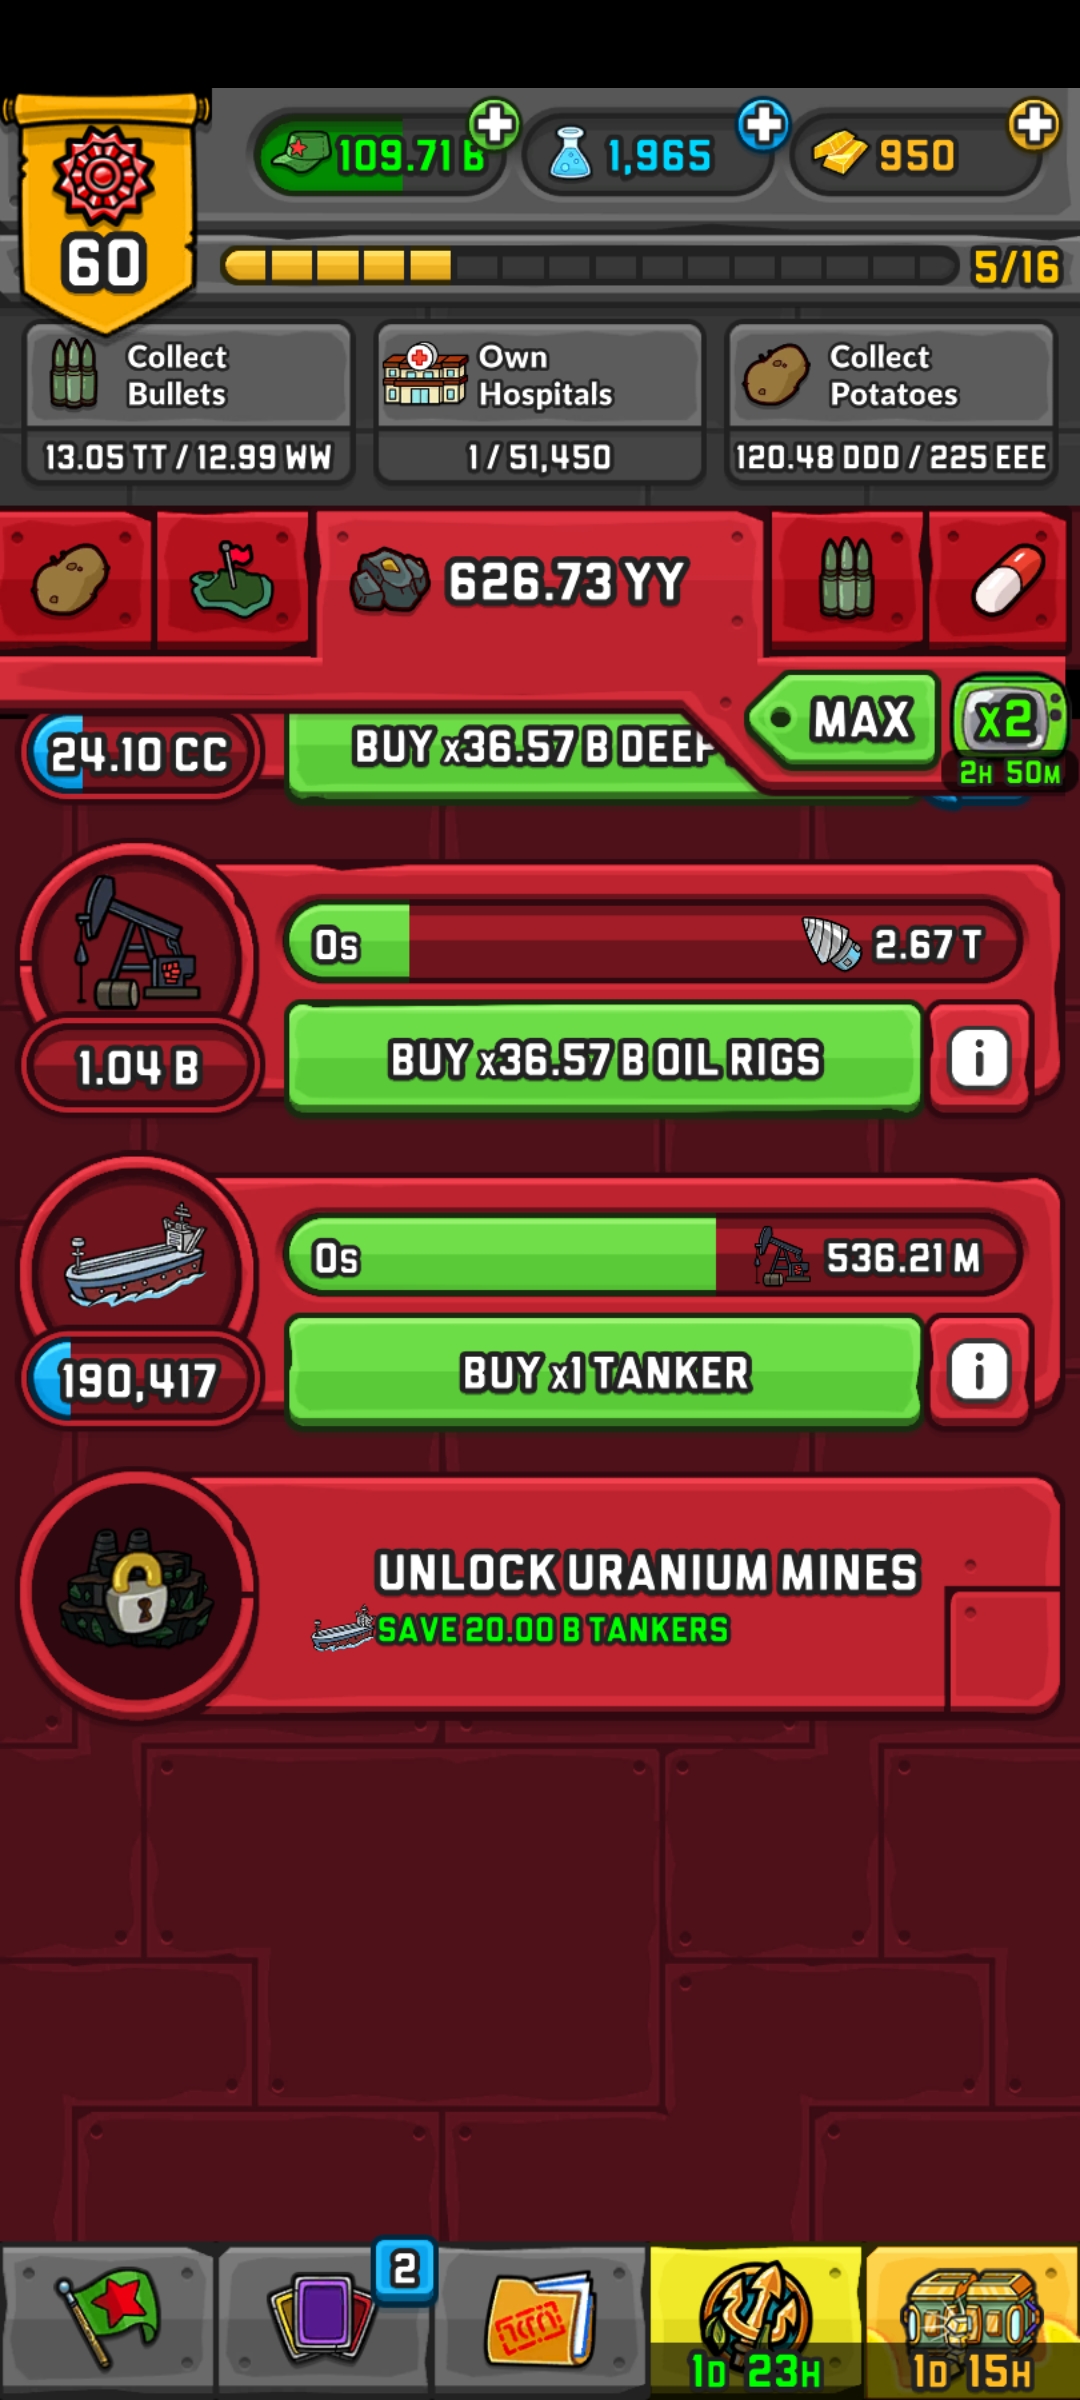 109.71 B
1,965
950
60
5/16
Collect
Bullets
13.05 TT / 12.99 WW
Own
Hospitals
1 / 51,450
Collect
Potatoes
120.48 DDD / 225 EEE
626.73 YY
MAX
x2
2H 50M
24.10 CC
BUY x36.57 B DEEP
0s
2.67 T
1.04 B
BUY x36.57 B OIL RIGS
i
0s
536.21 M
190,417
BUY x1 TANKER
i
UNLOCK URANIUM MINES
SAVE 20.00 B TANKERS
2
1D 23H
1D 15H